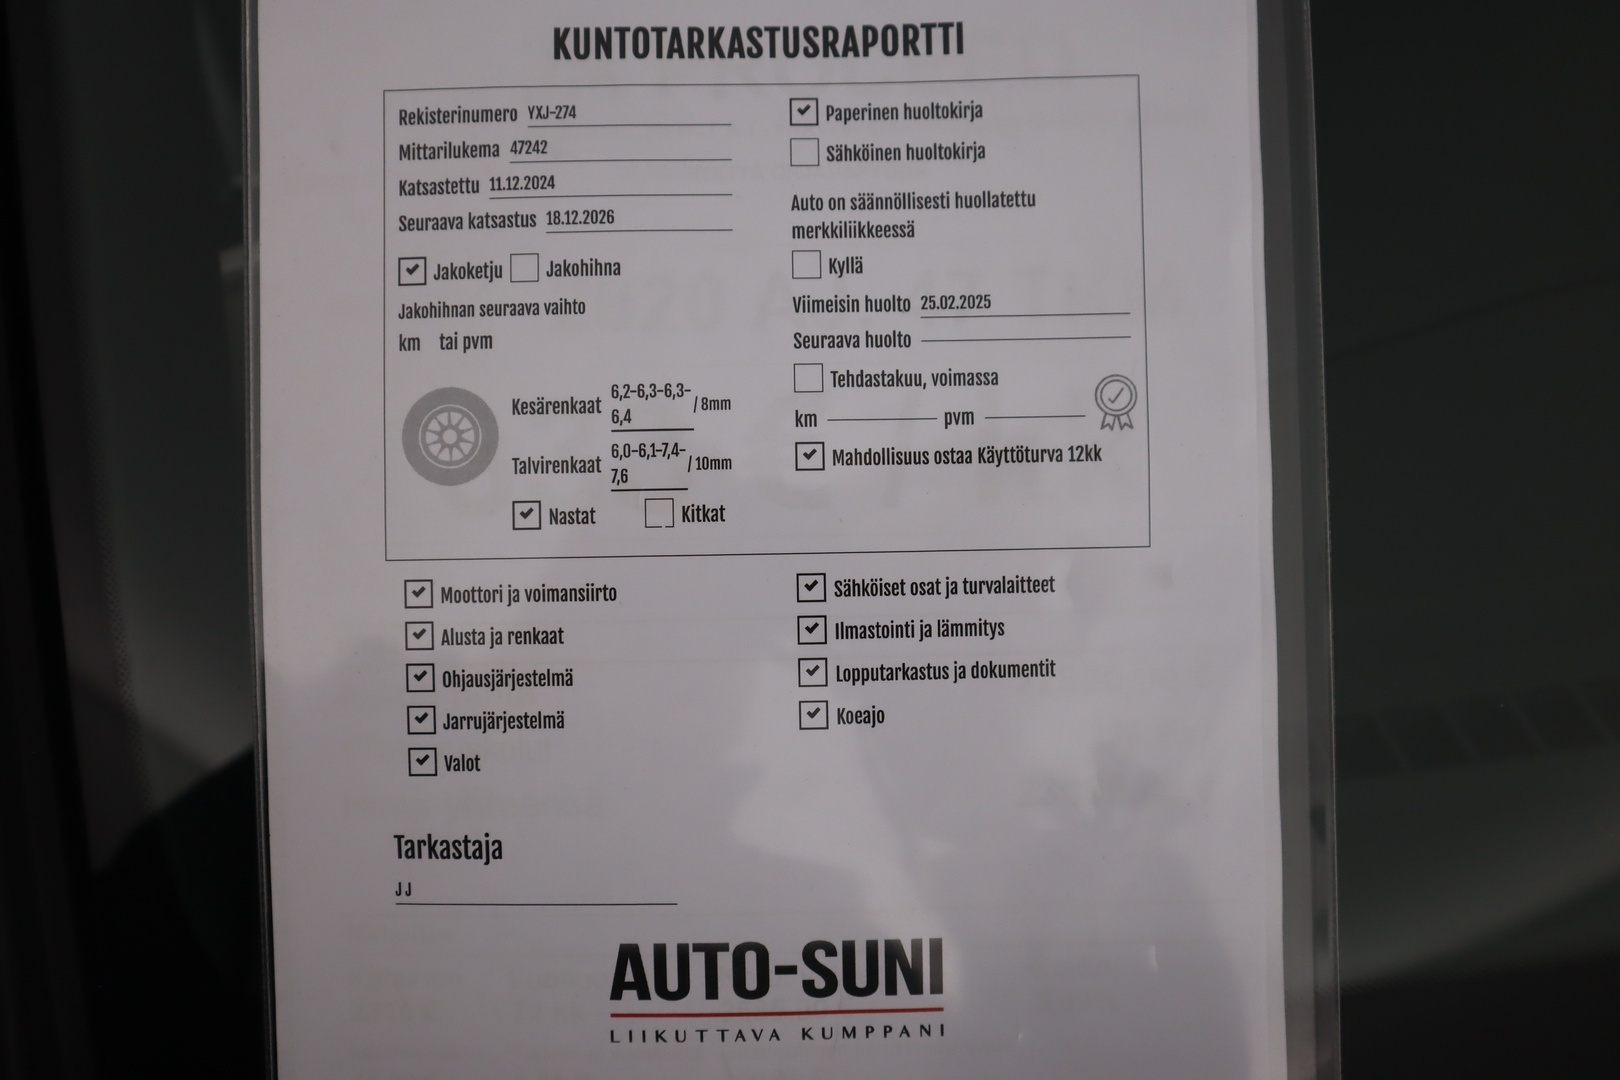 KUNTOTARKASTUSRAPORTTI
Rekisterinumero YXJ-274
Mittarilukema 47242
Katsastettu 11.12.2024
Seuraava katsastus 18.12.2026
Jakoketju Jakohihna
Jakohihnan seuraava vaihto
km tai pvm
Kesärenkaat 6,2-6,3-6,3-
6,4 / 8mm
Talvirenkaat 6,0-6,1-7,4-
7,6 / 10mm
Nastat Kitkat
Paperinen huoltokirja
Sähköinen huoltokirja
Auto on säännöllisesti huollatettu
merkkiliikkeessä
Kyllä
Viimeisin huolto 25.02.2025
Seuraava huolto
Tehdastakuu, voimassa
km pvm
Mahdollisuus ostaa Käyttöturva 12kk
Moottori ja voimansiirto
Alusta ja renkaat
Ohjausjärjestelmä
Jarrujärjestelmä
Valot
Sähköiset osat ja turvalaitteet
Ilmastointi ja lämmitys
Lopputarkastus ja dokumentit
Koeajo
Tarkastaja
JJ
AUTO-SUNI
LIIKUTTAVA KUMPPANI